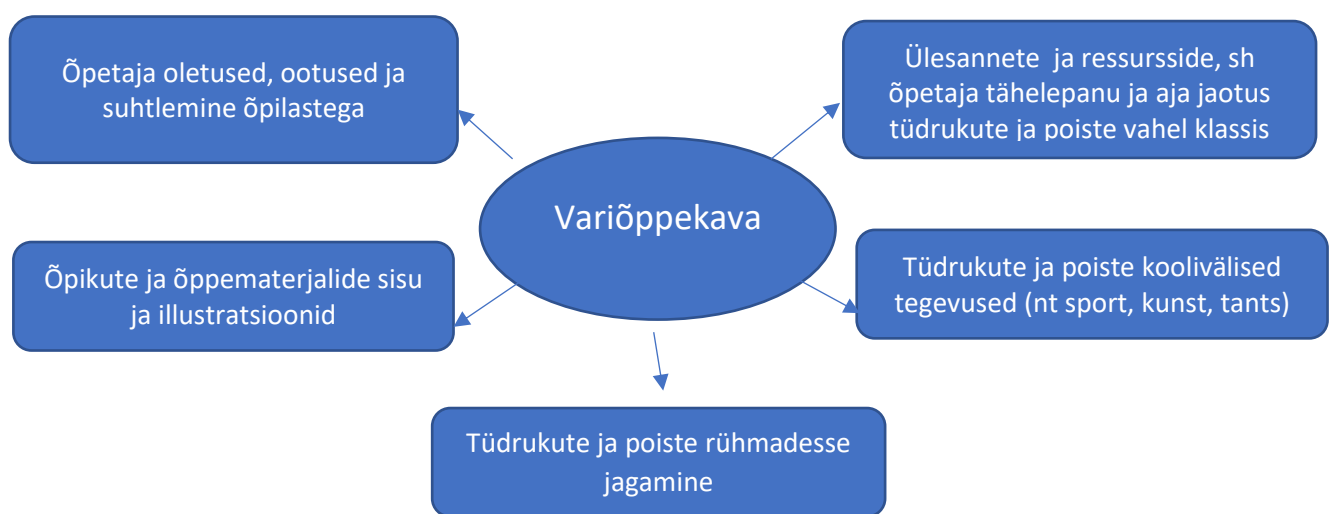 Õpetaja oletused, ootused ja
suhtlemine õpilastega
Ülesannete ja ressursside, sh
õpetaja tähelepanu ja aja jaotus
tüdrukute ja poiste vahel klassis
Variõppekava
Õpikute ja õppematerjalide sisu
ja illustratsioonid
Tüdrukute ja poiste koolivälised
tegevused (nt sport, kunst, tants)
Tüdrukute ja poiste rühmadesse
jagamine